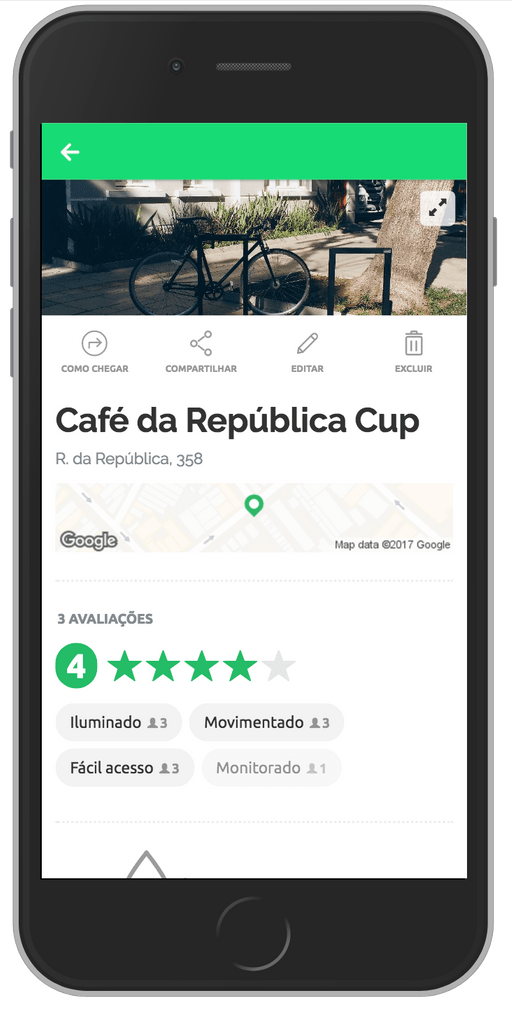 COMO CHEGAR COMPARTILHAR EDITAR EXCLUIR
Café da República Cup
R. da República, 358
Google
Map data ©2017 Google
3 AVALIAÇÕES
4
Iluminado 3 Movimentado 3
Fácil acesso 3 Monitorado 1